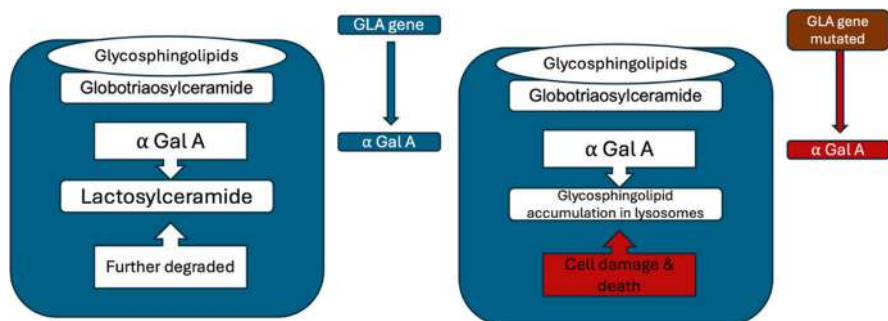 GLA gene
Glycosphingolipids
Globotriaosylceramide
α Gal A
α Gal A
Lactosylceramide
Further degraded
GLA gene
mutated
Glycosphingolipids
Globotriaosylceramide
α Gal A
α Gal A
Glycosphingolipid
accumulation in lysosomes
Cell damage &
death